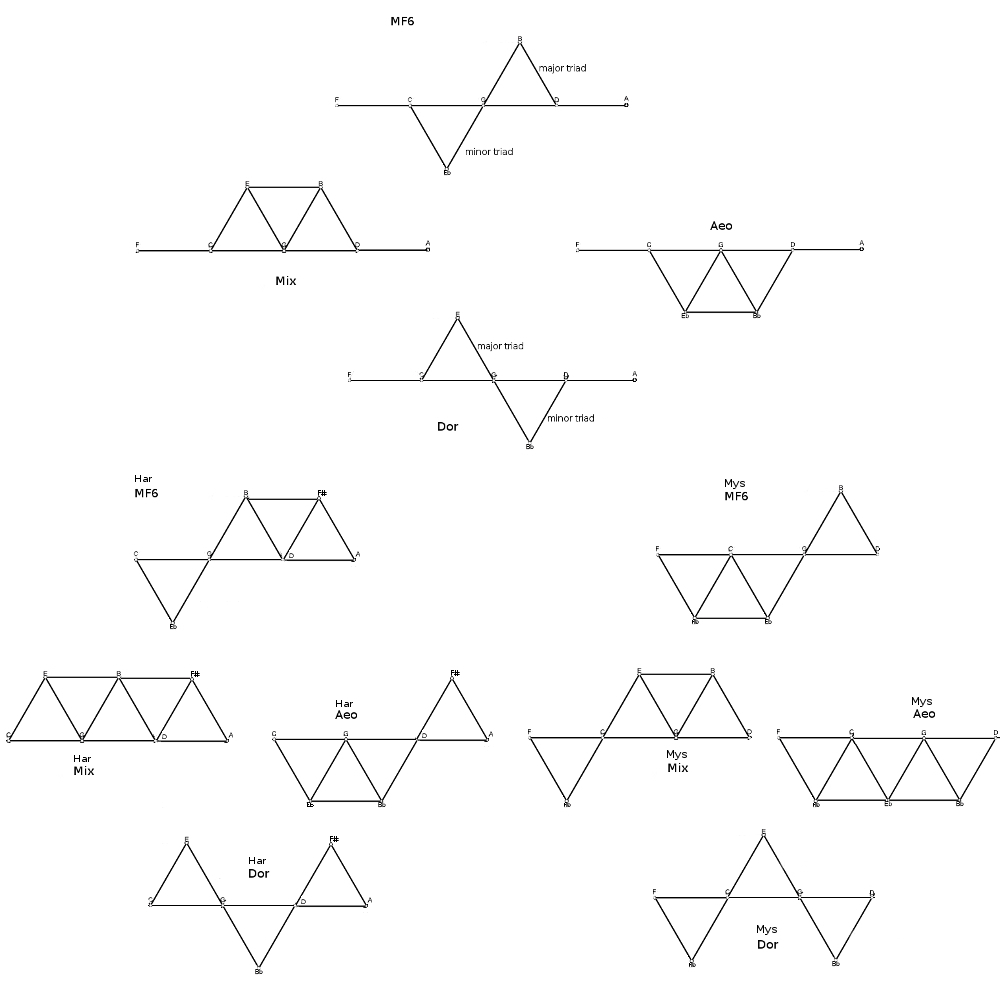 MF6
B
major triad
F C G D A
minor triad
Eb
E B
F C G D A
Mix
Aeo
F C G D A
Eb Bb
E
major triad
F C G D A
Dor
minor triad
Bb
Har
MF6
B F#
C G D A
Eb
Mys
MF6
B
F C G D
Ab Eb
E B F#
C G D A
Har
Mix
F#
Har
Aeo
C G D A
Eb Bb
E B
F C G D
Mys
Mix
Ab
Mys
Aeo
F C G D
Ab Eb Bb
E F#
Har
Dor
C G D A
Bb
E
F C G D
Mys
Dor
Ab Bb